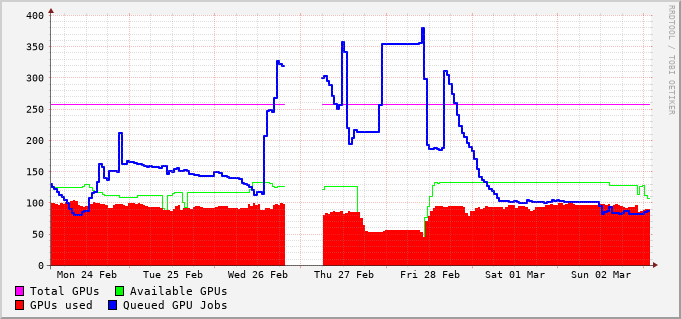 400
350
300
250
200
150
100
50
0
Mon 24 Feb Tue 25 Feb Wed 26 Feb Thu 27 Feb Fri 28 Feb Sat 01 Mar Sun 02 Mar
Total GPUs Available GPUs
GPUs used Queued GPU Jobs
RRDTOOL / TOBI OETIKER